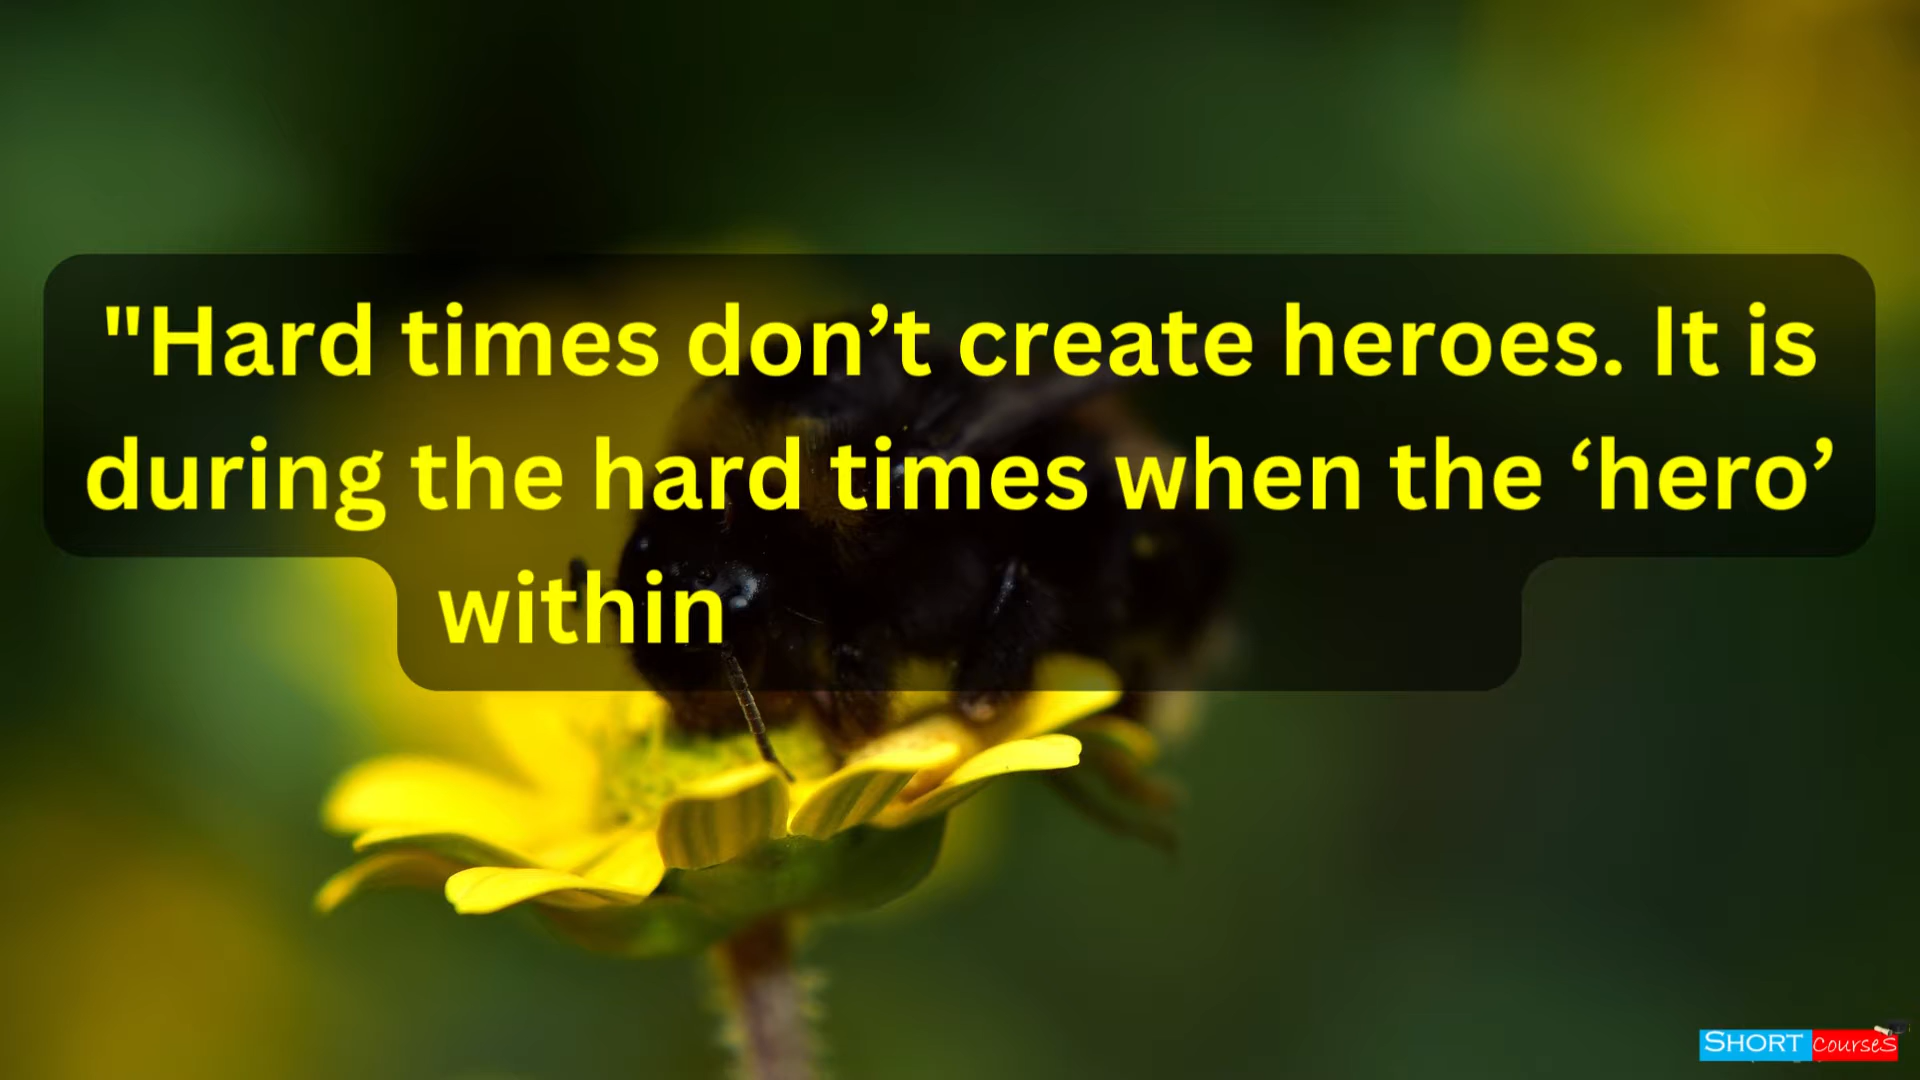 "Hard times don’t create heroes. It is
during the hard times when the ‘hero’
within
SHORT CourseS